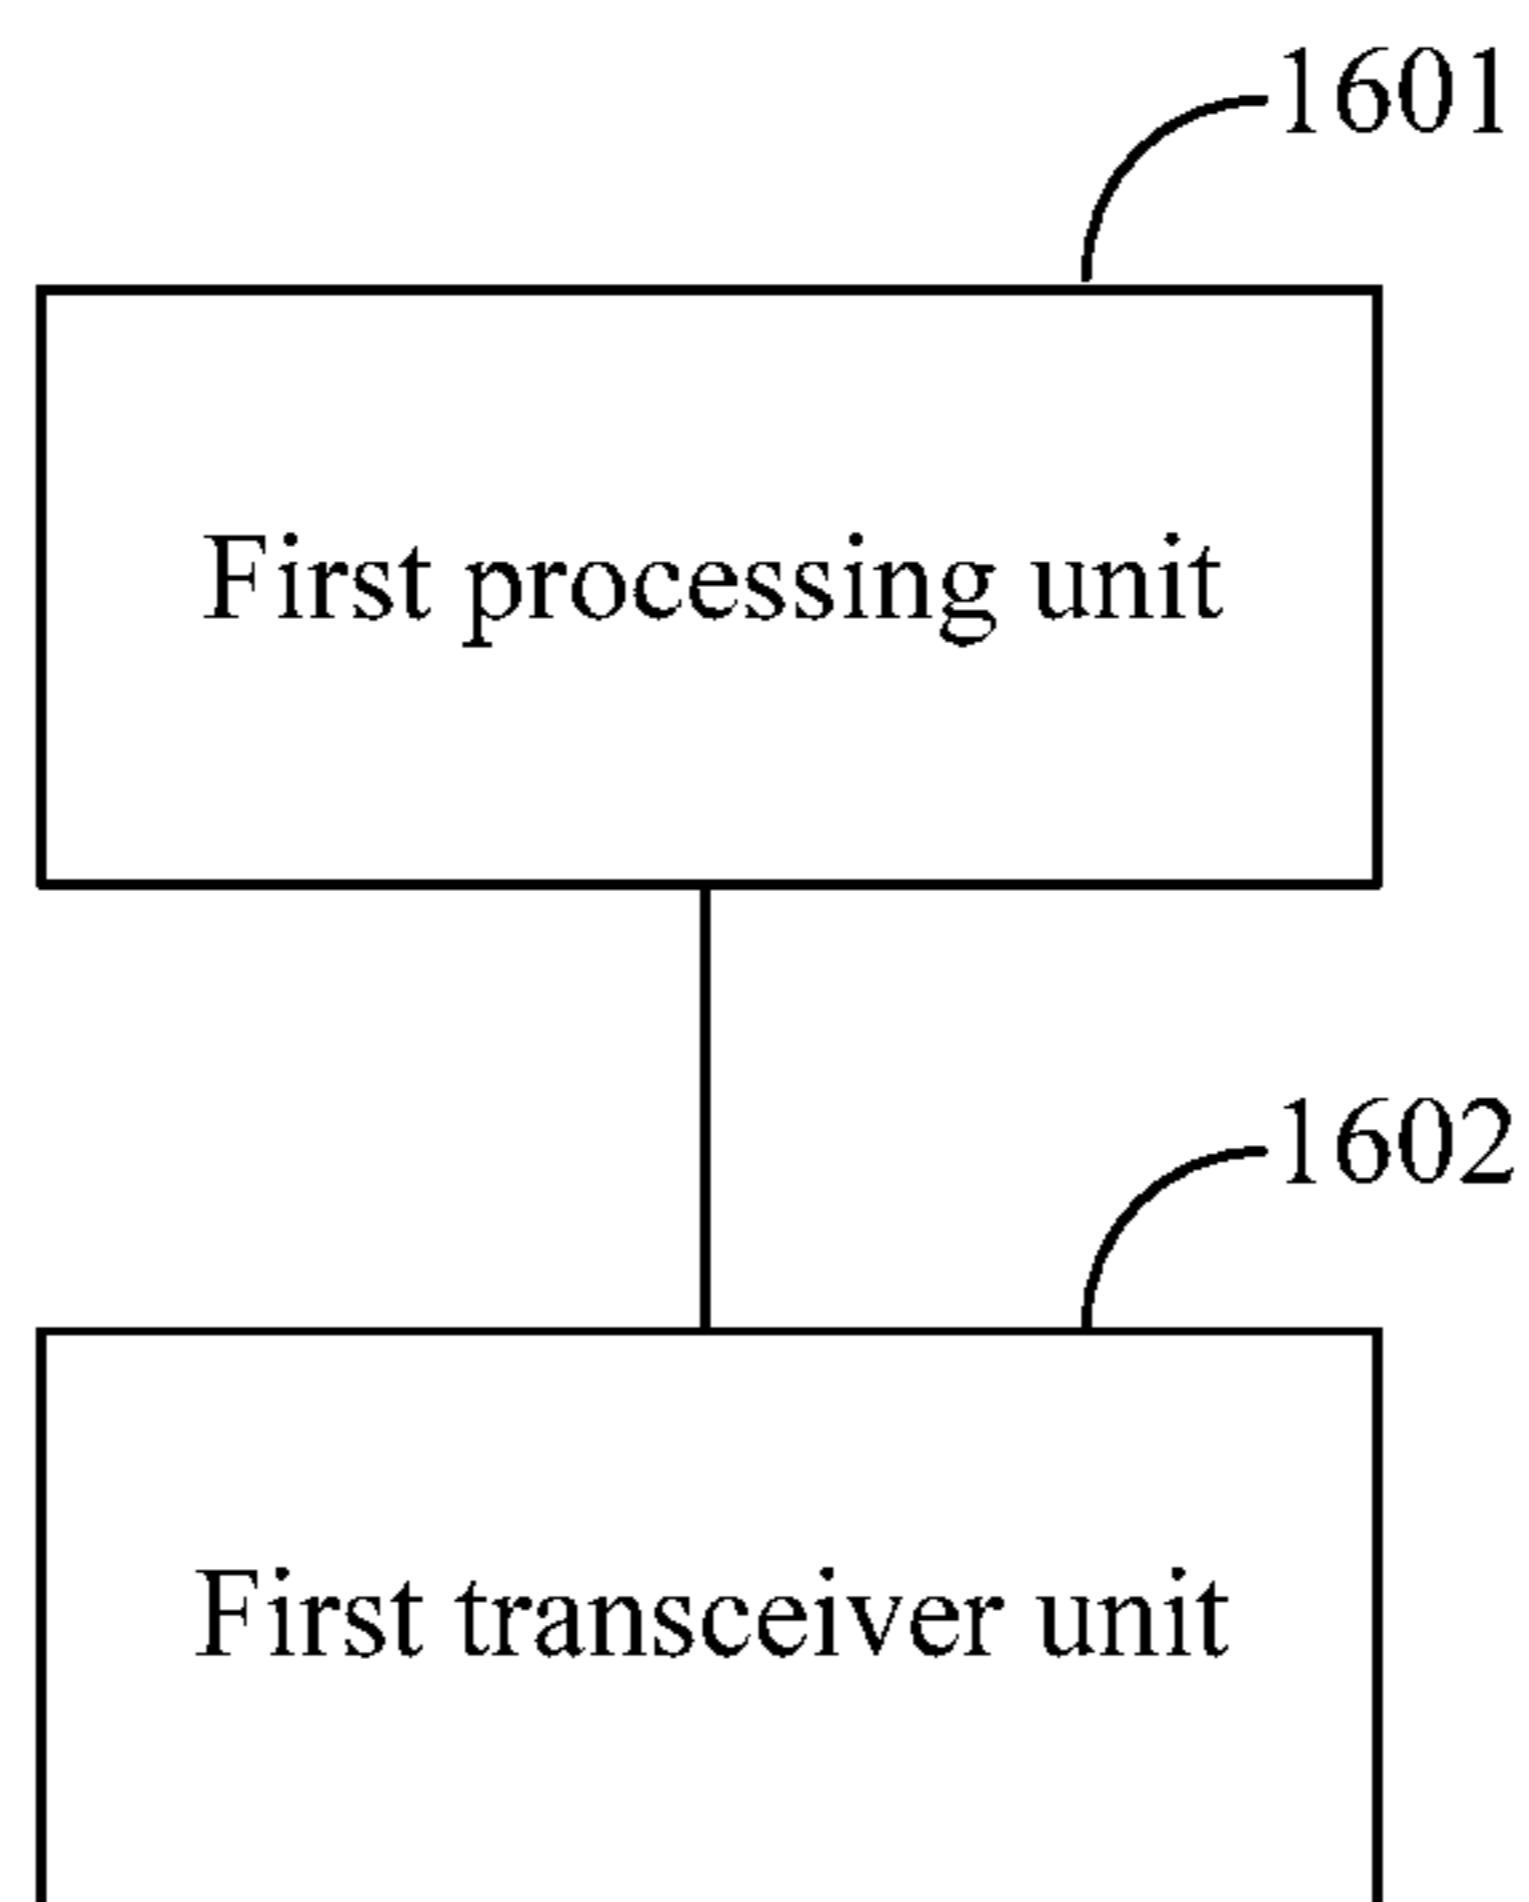 1601
First processing unit
1602
First transceiver unit